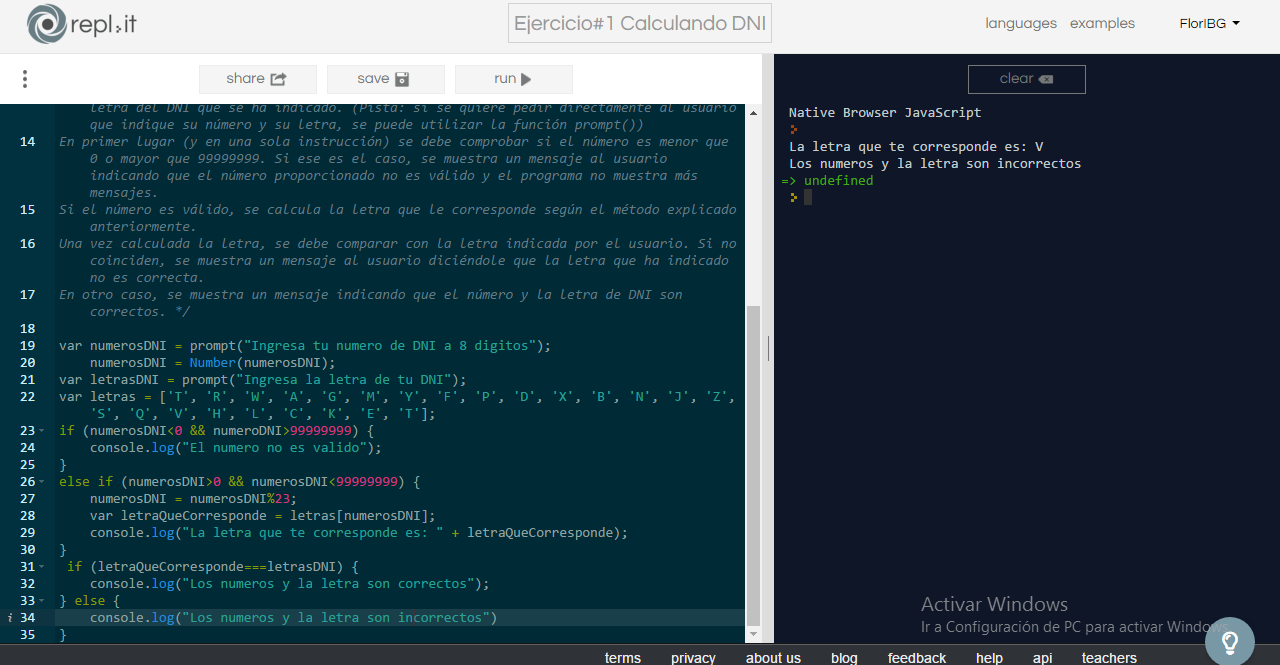 repl.it
Ejercicio#1 Calculando DNI
languages examples FlorIBG
share save run
clear
letra del DNI que se ha indicado. (Pista: si se quiere pedir directamente al usuario
que indique su número y su letra, se puede utilizar la función prompt())
14 En primer lugar (y en una sola instrucción) se debe comprobar si el número es menor que
0 o mayor que 99999999. Si ese es el caso, se muestra un mensaje al usuario
indicando que el número proporcionado no es válido y el programa no muestra más
mensajes.
15 Si el número es válido, se calcula la letra que le corresponde según el método explicado
anteriormente.
16 Una vez calculada la letra, se debe comparar con la letra indicada por el usuario. Si no
coinciden, se muestra un mensaje al usuario diciéndole que la letra que ha indicado
no es correcta.
17 En otro caso, se muestra un mensaje indicando que el número y la letra de DNI son
correctos. */
18
19 var numerosDNI = prompt("Ingresa tu numero de DNI a 8 digitos");
20 numerosDNI = Number(numerosDNI);
21 var letrasDNI = prompt("Ingresa la letra de tu DNI");
22 var letras = ['T', 'R', 'W', 'A', 'G', 'M', 'Y', 'F', 'P', 'D', 'X', 'B', 'N', 'J', 'Z',
'S', 'Q', 'V', 'H', 'L', 'C', 'K', 'E', 'T'];
23 if (numerosDNI<0 && numeroDNI>99999999) {
24 console.log("El numero no es valido");
25 }
26 else if (numerosDNI>0 && numerosDNI<99999999) {
27 numerosDNI = numerosDNI%23;
28 var letraQueCorresponde = letras[numerosDNI];
29 console.log("La letra que te corresponde es: " + letraQueCorresponde);
30 }
31 if (letraQueCorresponde===letrasDNI) {
32 console.log("Los numeros y la letra son correctos");
33 } else {
i 34 console.log("Los numeros y la letra son incorrectos")
35 }
Native Browser JavaScript
La letra que te corresponde es: V
Los numeros y la letra son incorrectos
=> undefined
Activar Windows
Ir a Configuración de PC para activar Windows.
terms privacy about us blog feedback help api jobs teachers